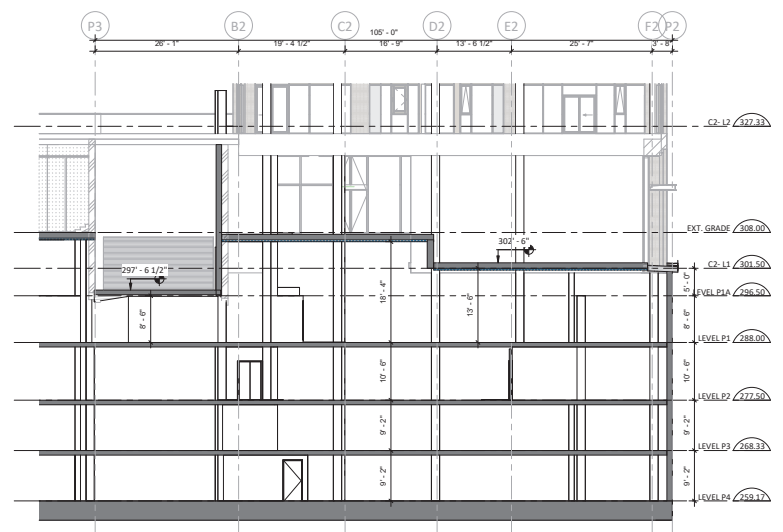 P3 B2 C2 D2 E2 F2 P2
105' - 0"
26' - 1" 19' - 4 1/2" 16' - 9" 13' - 6 1/2" 25' - 7" 3' - 8"
C2- L2 327.33
EXT. GRADE 308.00
302' - 6"
C2- L1 301.50
297' - 6 1/2"
5' - 0"
LEVEL P1A 296.50
8' - 6" 18' - 4" 13' - 6" 8' - 6"
LEVEL P1 288.00
10' - 6" 10' - 6"
LEVEL P2 277.50
9' - 2" 9' - 2"
LEVEL P3 268.33
9' - 2" 9' - 2"
LEVEL P4 259.17